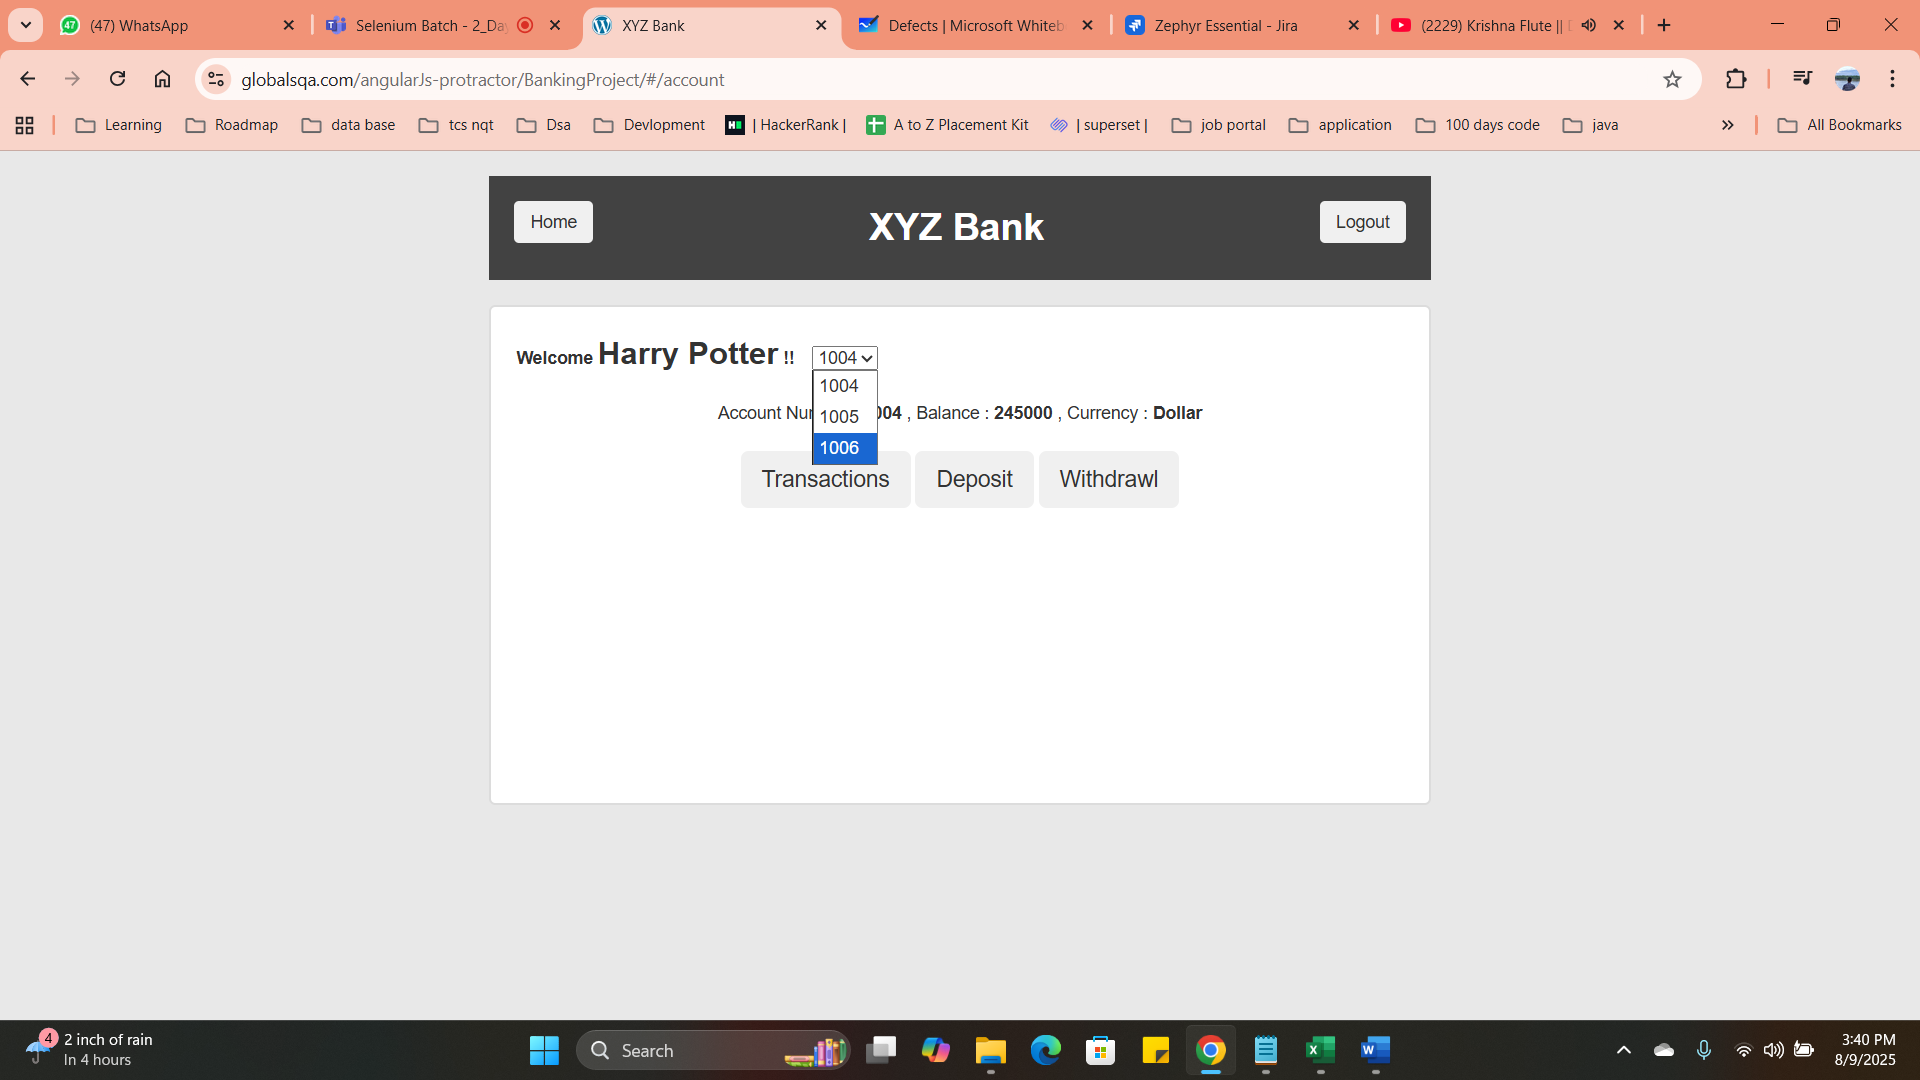 47 (47) WhatsApp
Selenium Batch - 2_Da
XYZ Bank
Defects | Microsoft Whiteb
Zephyr Essential - Jira
(2229) Krishna Flute ||
globalsqa.com/angularJs-protractor/BankingProject/#/account
Learning
Roadmap
data base
tcs nqt
Dsa
Devlopment
| HackerRank |
A to Z Placement Kit
| superset |
job portal
application
100 days code
java
All Bookmarks
Home
XYZ Bank
Logout
Welcome Harry Potter !! 1004
1004
1005
1006
Account Nu 004 , Balance : 245000 , Currency : Dollar
Transactions
Deposit
Withdrawl
4
2 inch of rain
In 4 hours
Search
3:40 PM
8/9/2025